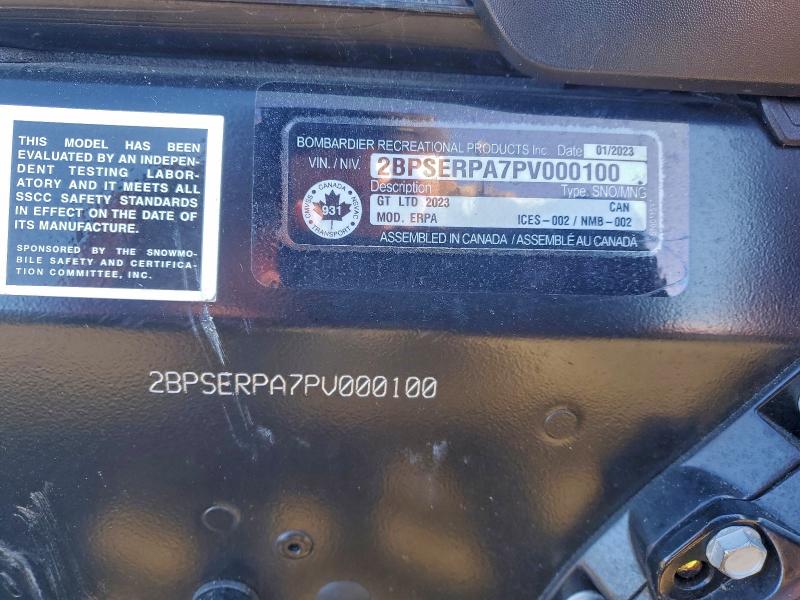 THIS MODEL HAS BEEN
EVALUATED BY AN INDEPEN-
DENT TESTING LABOR-
ATORY AND IT MEETS ALL
SSCC SAFETY STANDARDS
IN EFFECT ON THE DATE OF
ITS MANUFACTURE.
SPONSORED BY THE SNOWMO-
BILE SAFETY AND CERTIFICA-
TION COMMITTEE, INC.
BOMBARDIER RECREATIONAL PRODUCTS Inc. Date 01/2023
VIN. / NIV. 2BPSERPA7PV000100
Description Type: SNO/MNG
GT LTD 2023 CAN
MOD. ERPA ICES-002 / NMB-002
CANADA
931
TRANSPORT
ASSEMBLED IN CANADA / ASSEMBLÉ AU CANADA
2BPSERPA7PV000100